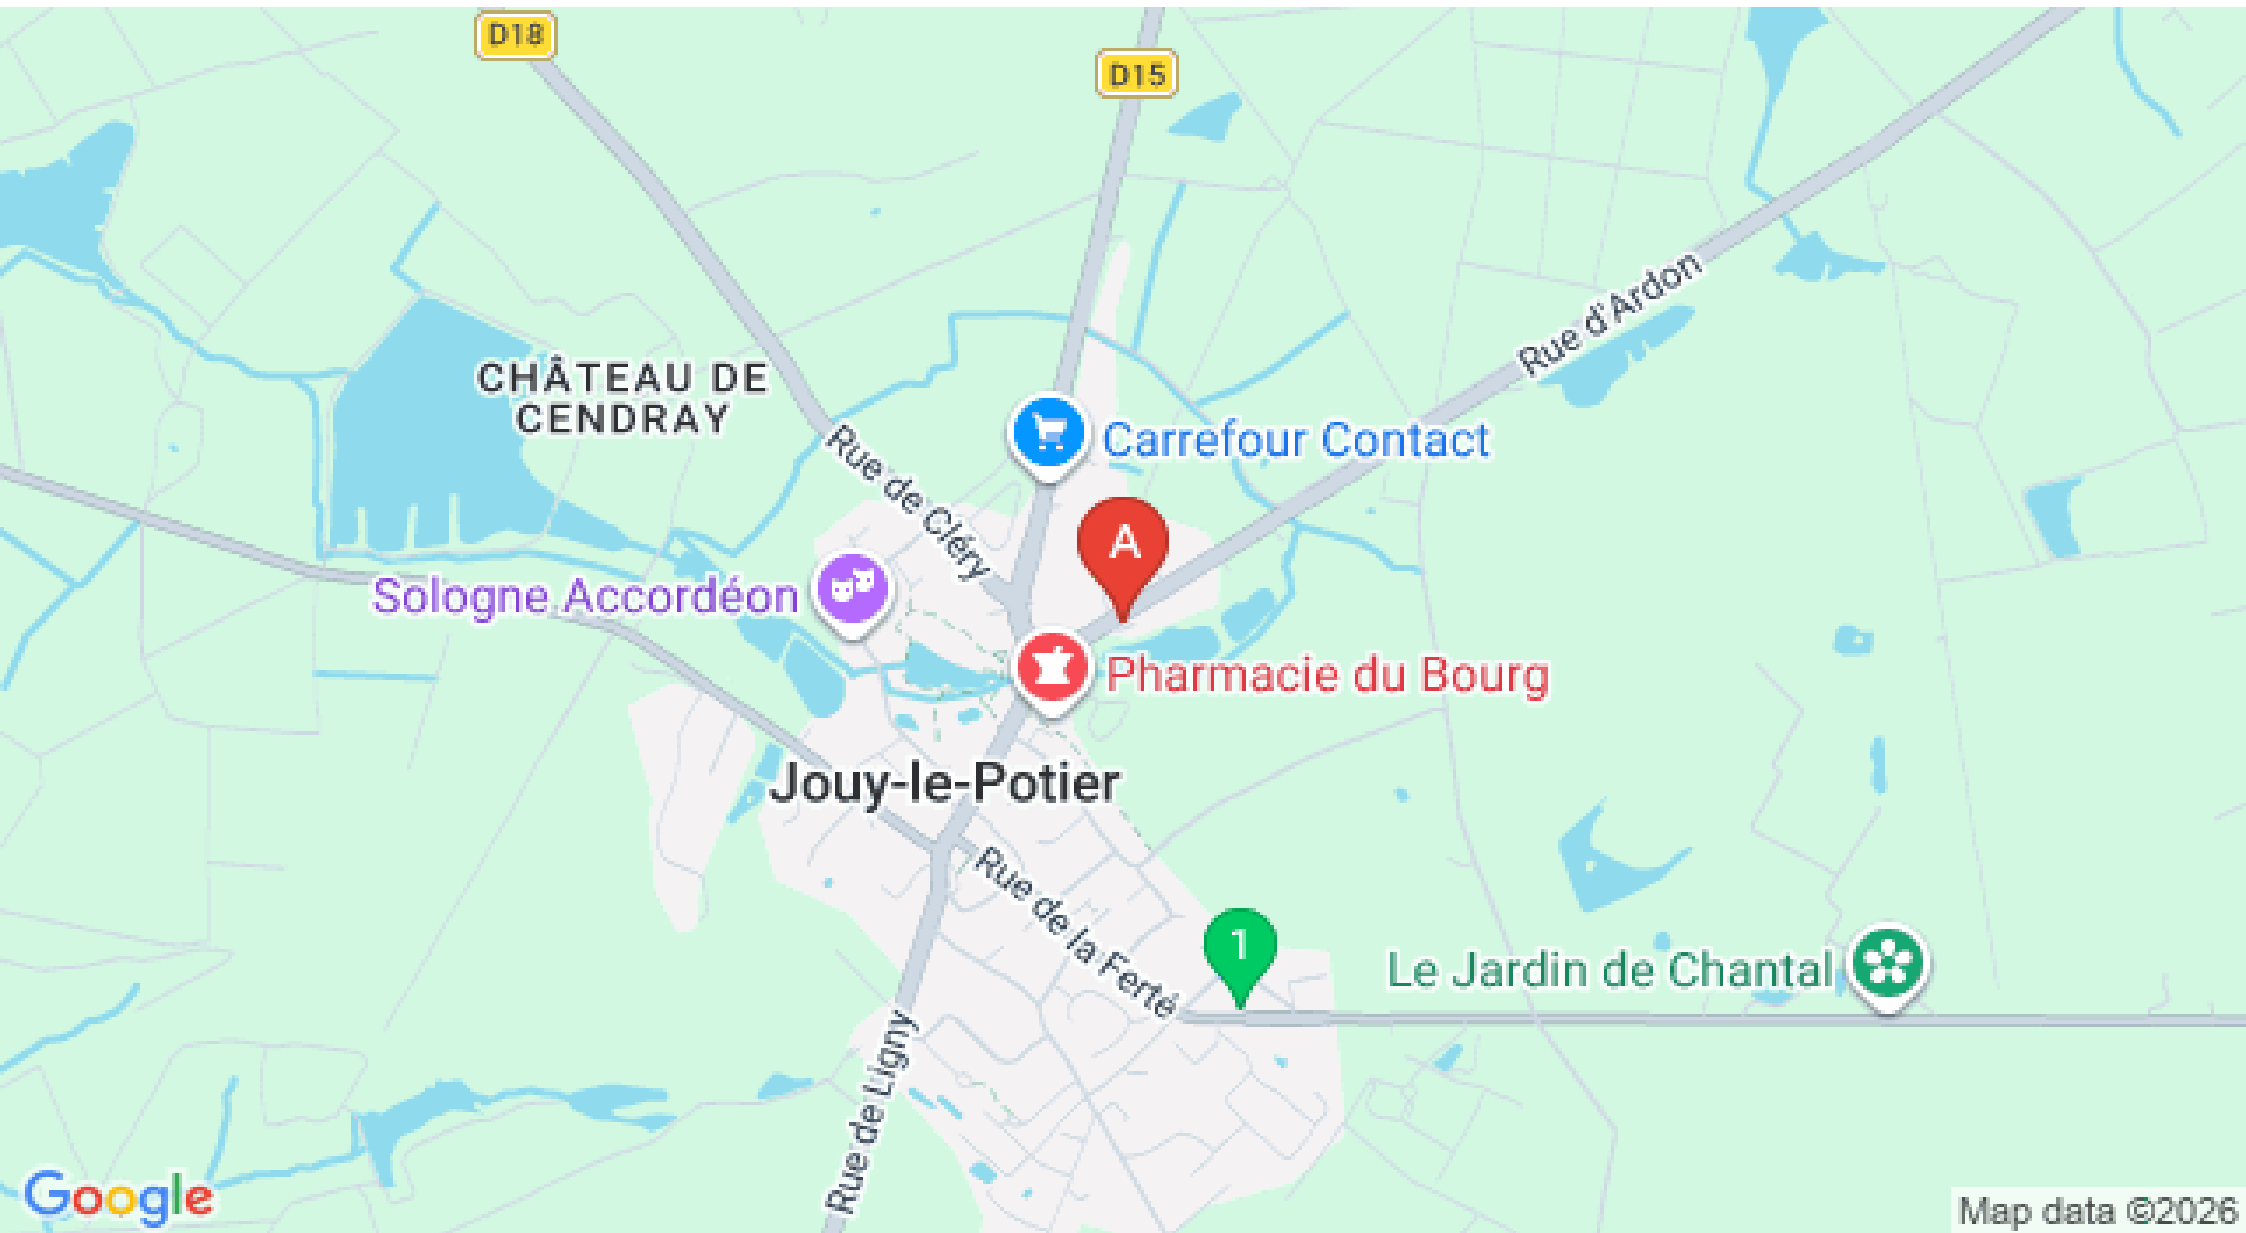 D18
D15
Rue d'Ardon
CHÂTEAU DE
CENDRAY
Rue de Cléry
Carrefour Contact
A
Sologne Accordéon
Pharmacie du Bourg
Jouy-le-Potier
Rue de la Ferté
1
Le Jardin de Chantal
Rue de Ligny
Google
Map data ©2026